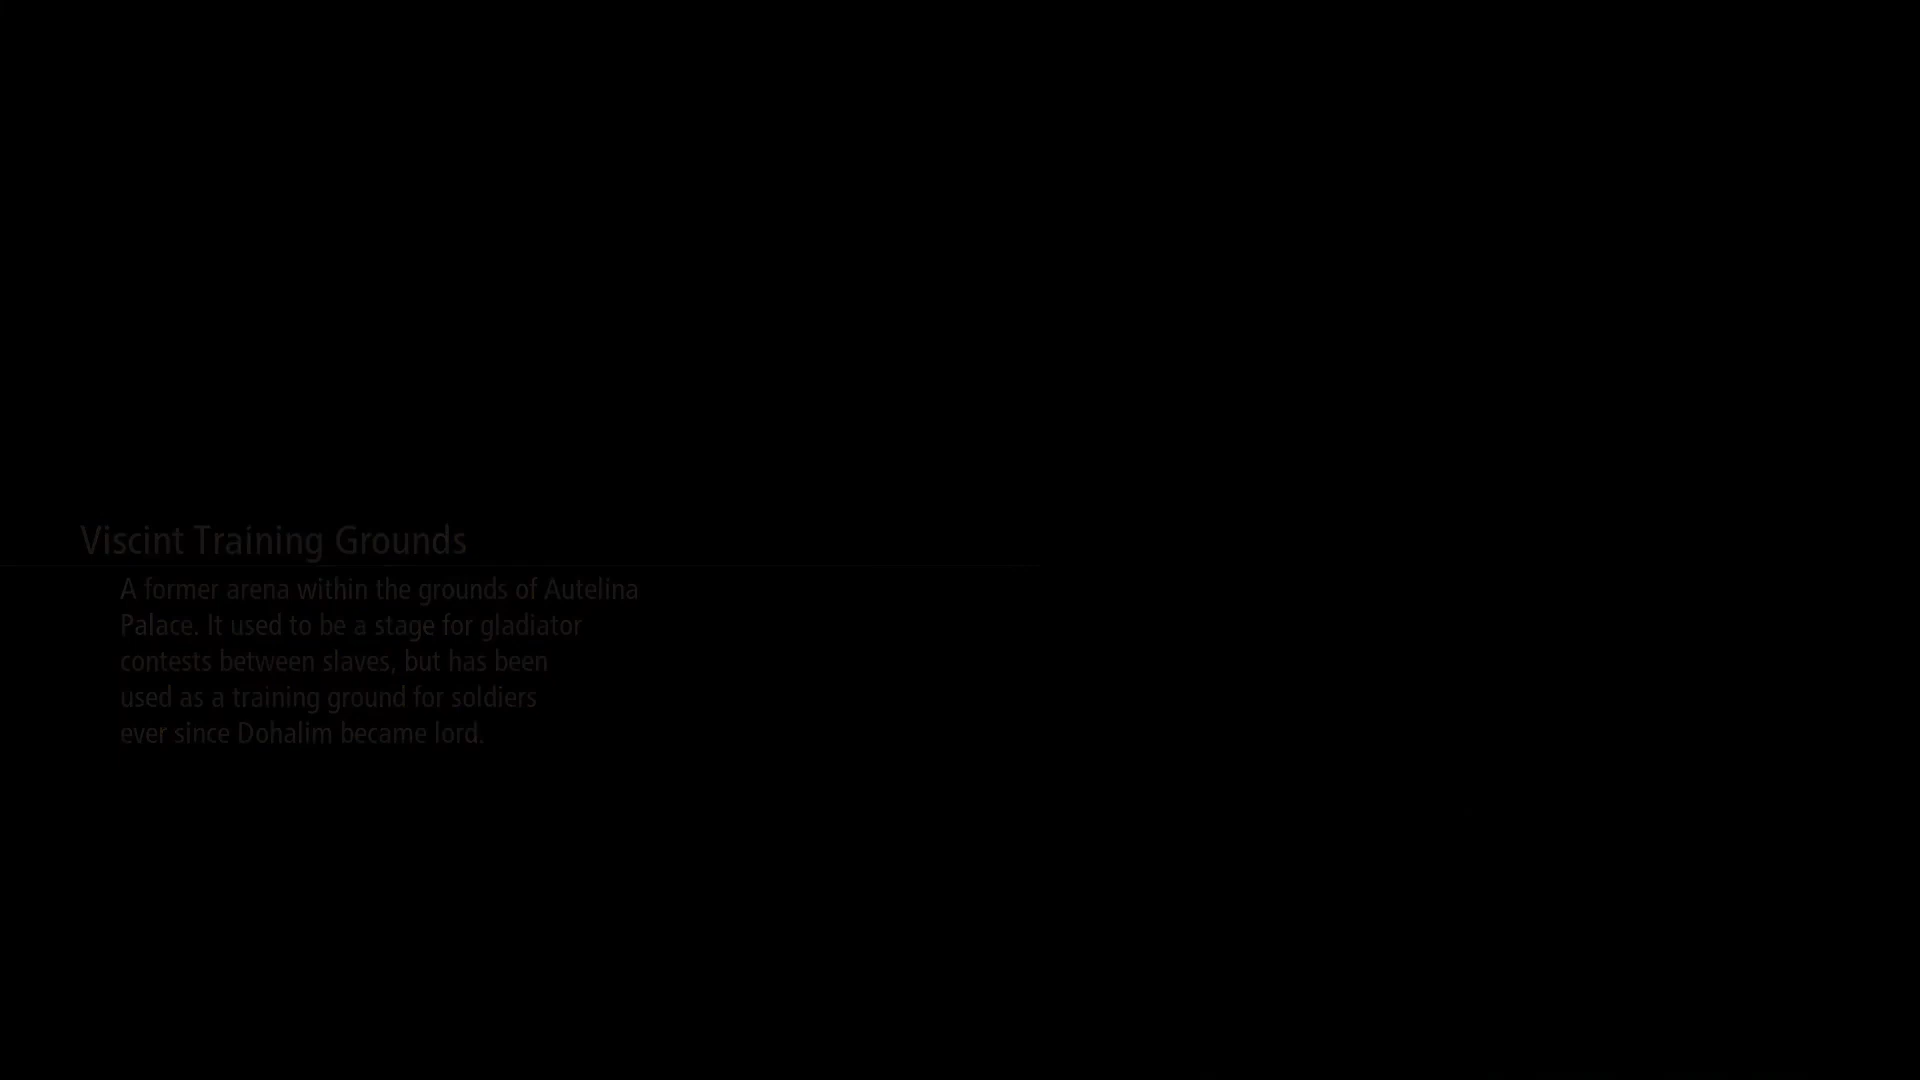 Viscint Training Grounds
A former arena within the grounds of Autelina
Palace. It used to be a stage for gladiator
contests between slaves, but has been
used as a training ground for soldiers
ever since Dohalim became lord.